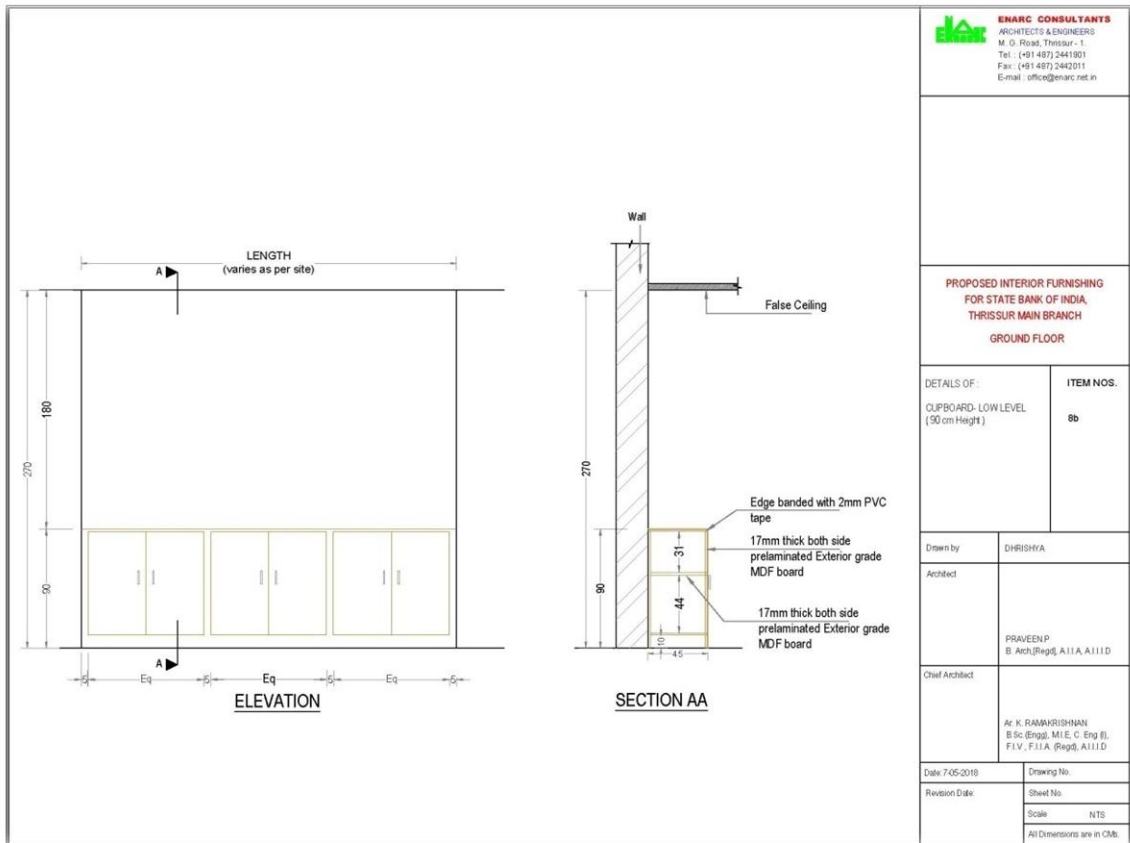 ENARC
ENARC CONSULTANTS
ARCHITECTS & ENGINEERS
M. G. Road, Thrissur - 1.
Tel. : (+91 487) 2441901
Fax : (+91 487) 2442011
E-mail : office@enarc.net.in
PROPOSED INTERIOR FURNISHING
FOR STATE BANK OF INDIA,
THRISSUR MAIN BRANCH
GROUND FLOOR
DETAILS OF :
CUPBOARD- LOW LEVEL
( 90 cm Height )
ITEM NOS.
8b
Drawn by
DHRISHYA
Architect
PRAVEEN.P
B. Arch,(Regd), A.I.I.A, A.I.I.I.D
Chief Architect
Ar. K. RAMAKRISHNAN
B.Sc.(Engg), M.I.E, C. Eng (I),
F.I.V., F.I.I.A. (Regd), A.I.I.I.D
Date: 7-05-2018
Drawing No.
Revision Date:
Sheet No.
Scale NTS
All Dimensions are in CMs.
LENGTH
(varies as per site)
A
180
270
90
A
5 Eq 5 Eq 5 Eq 5
ELEVATION
Wall
False Ceiling
270
90
Edge banded with 2mm PVC
tape
17mm thick both side
prelaminated Exterior grade
MDF board
17mm thick both side
prelaminated Exterior grade
MDF board
31
44
10
45
SECTION AA